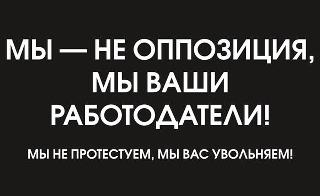 МЫ — НЕ ОППОЗИЦИЯ,
МЫ ВАШИ
РАБОТОДАТЕЛИ!
МЫ НЕ ПРОТЕСТУЕМ, МЫ ВАС УВОЛЬНЯЕМ!